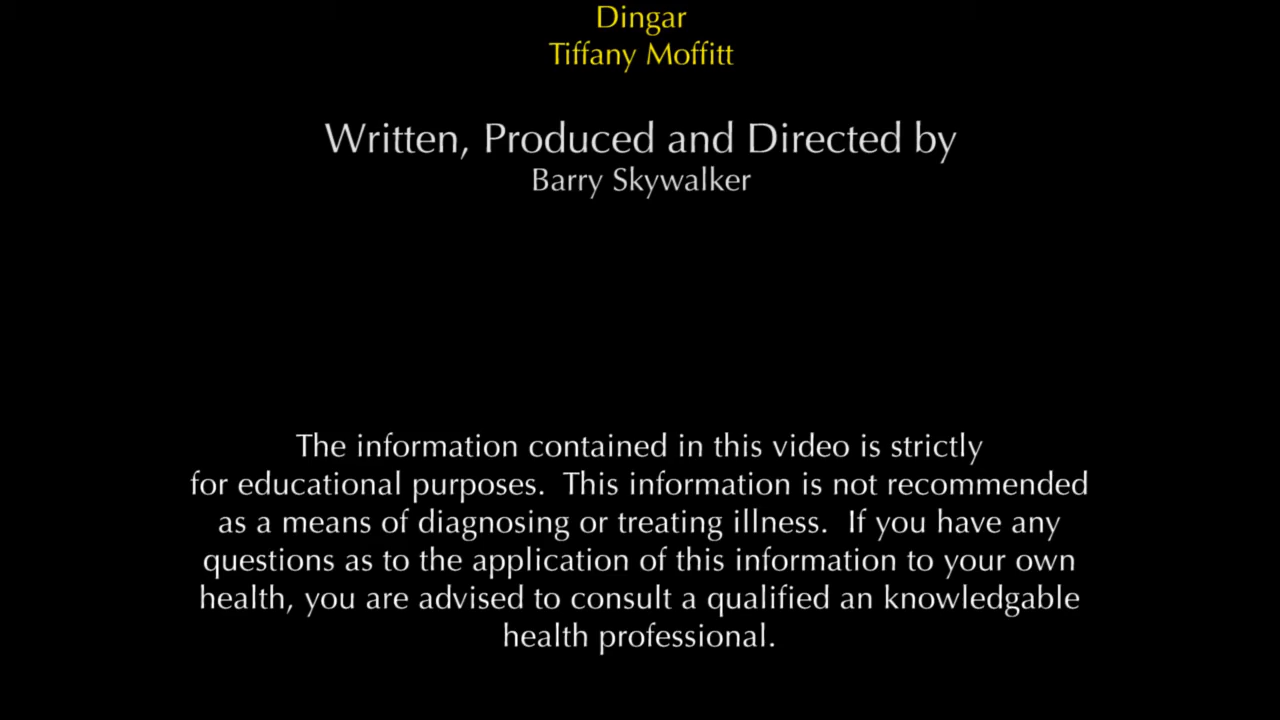 Dingar
Tiffany Moffitt
Written, Produced and Directed by
Barry Skywalker
The information contained in this video is strictly
for educational purposes.  This information is not recommended
as a means of diagnosing or treating illness.  If you have any
questions as to the application of this information to your own
health, you are advised to consult a qualified an knowledgable
health professional.